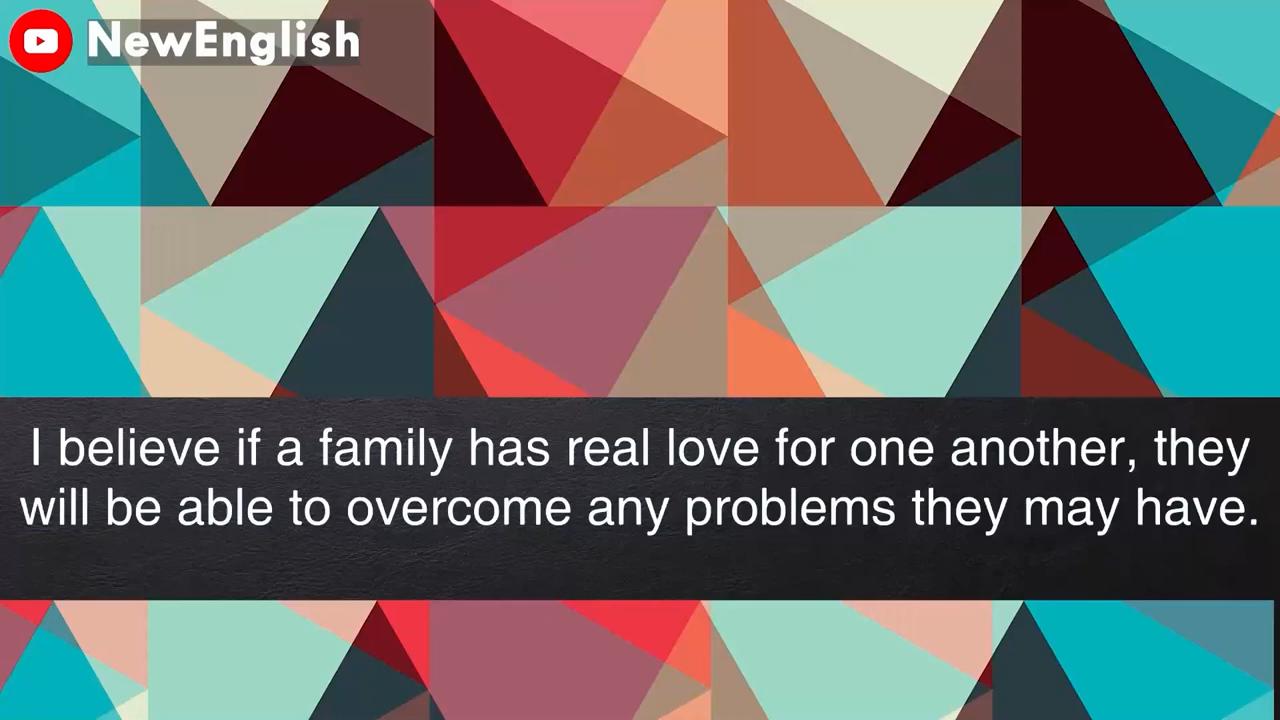 NewEnglish
I believe if a family has real love for one another, they
will be able to overcome any problems they may have.